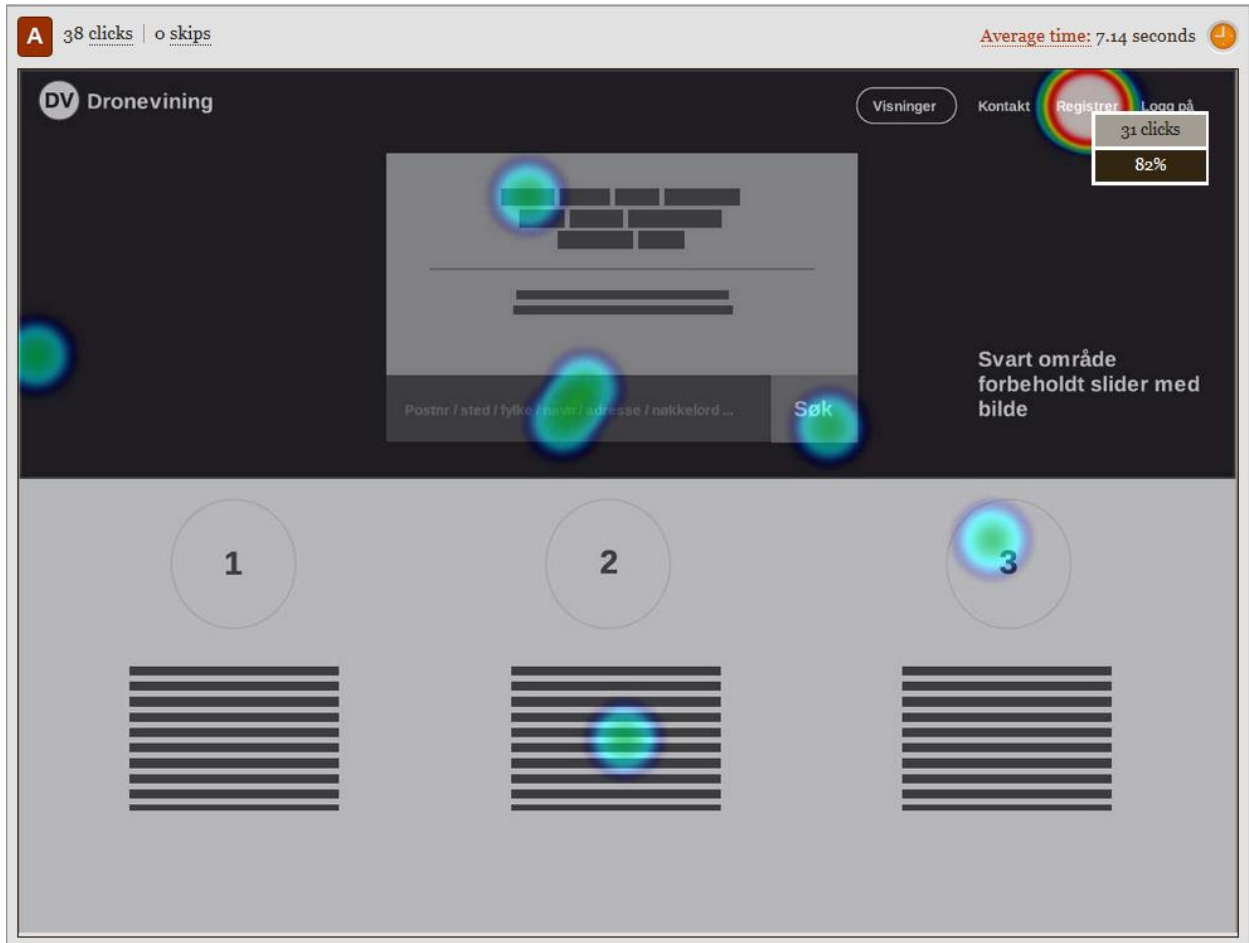 A 38 clicks | 0 skips
Average time: 7.14 seconds
DV Dronevining
Visninger Kontakt Registrer Logg på
31 clicks
82%
Svart område
forbeholdt slider med
bilde
Postnr / sted / fylke / navn / adresse / nøkkelord ...
Søk
1
2
3